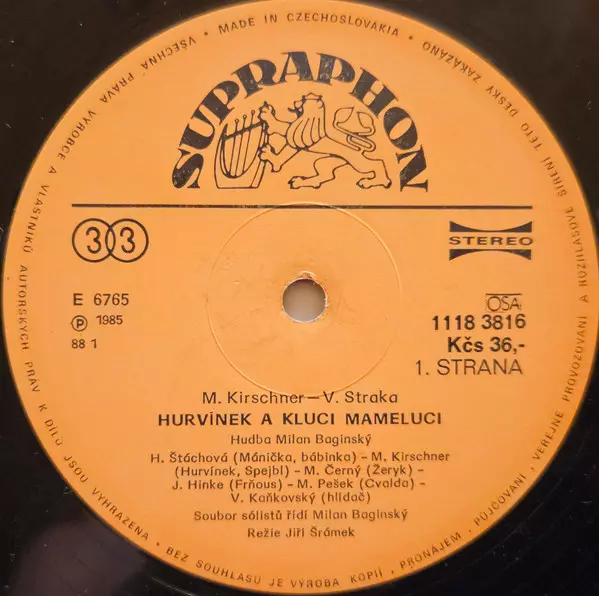 VŠECHNA PRÁVA VÝROBCE A VLASTNÍKŮ AUTORSKÝCH PRÁV K DÍLU JSOU VYHRAZENA • BEZ SOUHLASU JE VÝROBA KOPIÍ, PRONÁJEM, PŮJČOVÁNÍ, VEŘEJNÉ PROVOZOVÁNÍ A ROZHLASOVÉ ŠÍŘENÍ TÉTO DESKY ZAKÁZÁNO • MADE IN CZECHOSLOVAKIA •
SUPRAPHON
33
STEREO
E 6765
℗ 1985
88 1
OSA
1118 3816
Kčs 36,-
1. STRANA
M. Kirschner – V. Straka
HURVÍNEK A KLUCI MAMELUCI
Hudba Milan Baginský
H. Štáchová (Mánička, bábinka) – M. Kirschner
(Hurvínek, Spejbl) – M. Černý (Žeryk) –
J. Hinke (Frňous) – M. Pešek (Cvalda) –
V. Kaňkovský (hlídač)
Soubor sólistů řídí Milan Baginský
Režie Jiří Šrámek